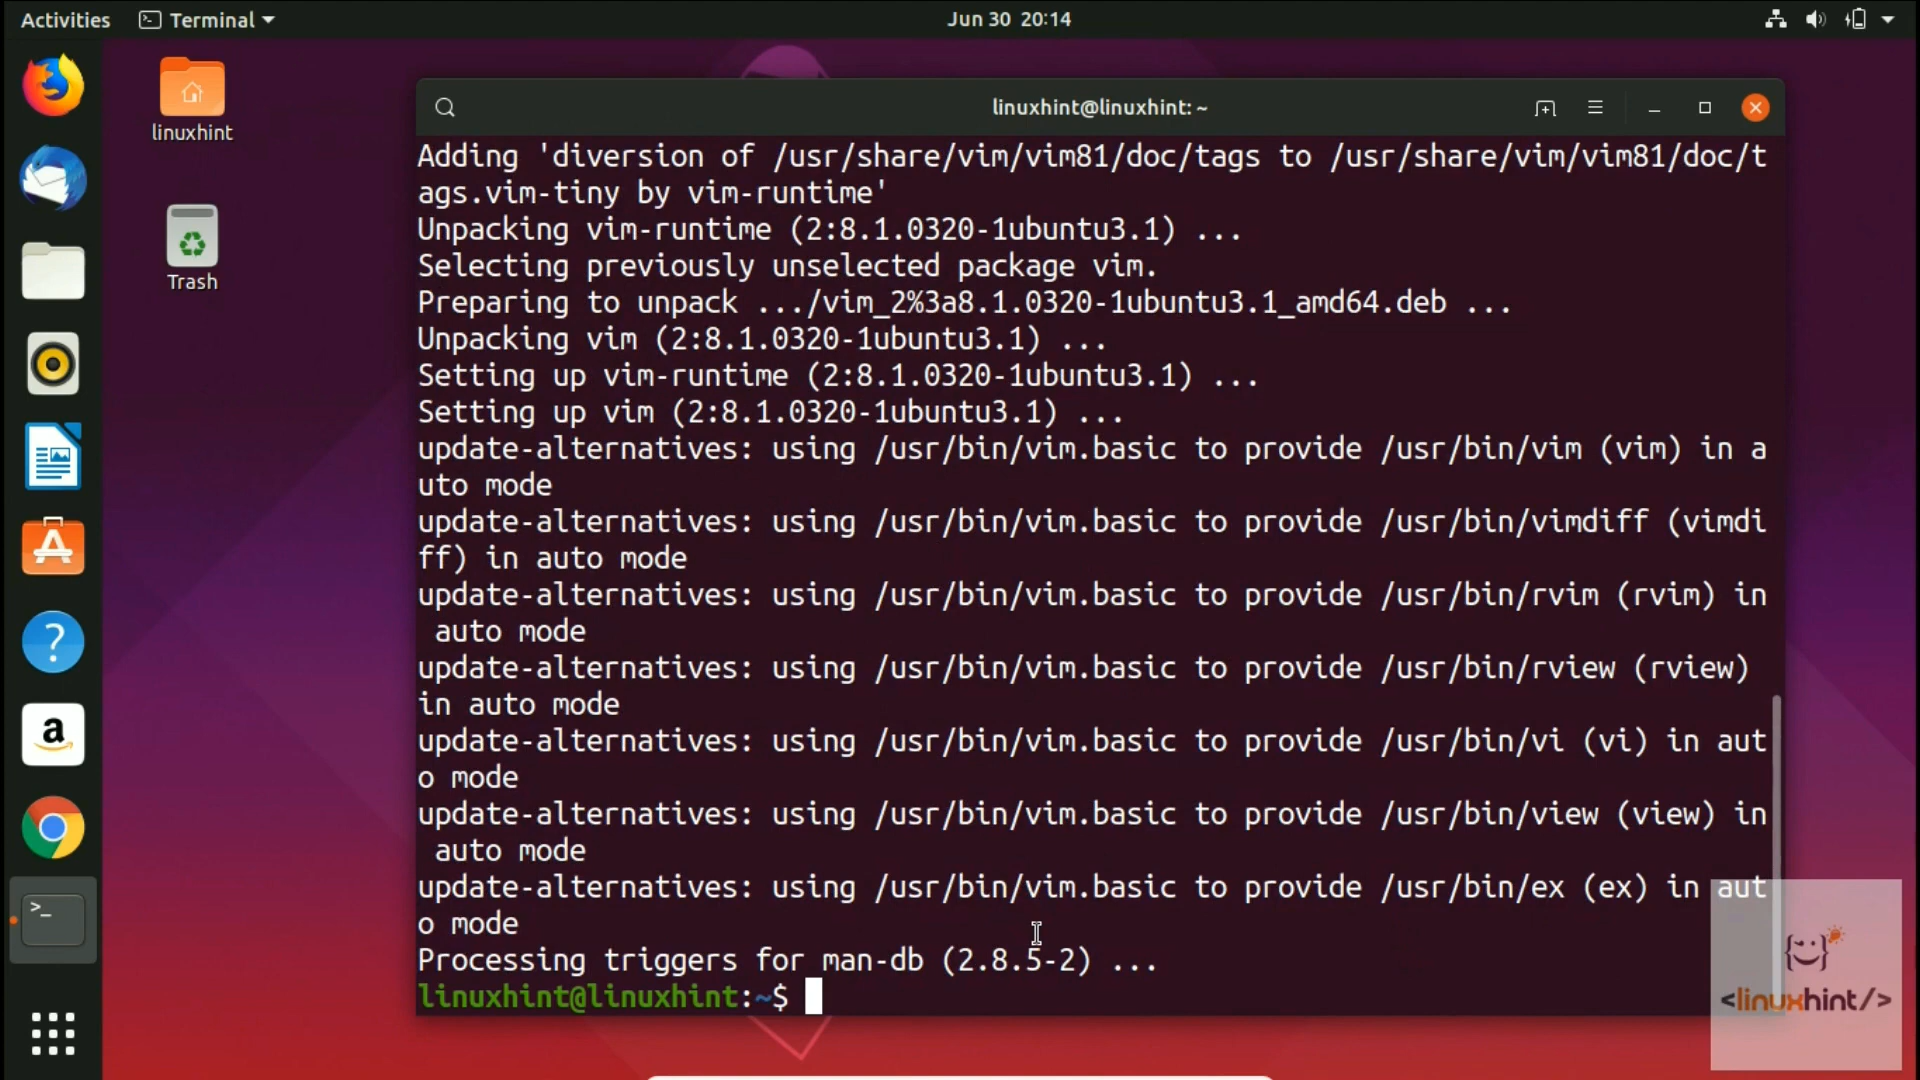 Activities
Terminal
Jun 30 20:14
linuxhint
Trash
linuxhint@linuxhint: ~
Adding 'diversion of /usr/share/vim/vim81/doc/tags to /usr/share/vim/vim81/doc/t
ags.vim-tiny by vim-runtime'
Unpacking vim-runtime (2:8.1.0320-1ubuntu3.1) ...
Selecting previously unselected package vim.
Preparing to unpack .../vim_2%3a8.1.0320-1ubuntu3.1_amd64.deb ...
Unpacking vim (2:8.1.0320-1ubuntu3.1) ...
Setting up vim-runtime (2:8.1.0320-1ubuntu3.1) ...
Setting up vim (2:8.1.0320-1ubuntu3.1) ...
update-alternatives: using /usr/bin/vim.basic to provide /usr/bin/vim (vim) in a
uto mode
update-alternatives: using /usr/bin/vim.basic to provide /usr/bin/vimdiff (vimdi
ff) in auto mode
update-alternatives: using /usr/bin/vim.basic to provide /usr/bin/rvim (rvim) in
 auto mode
update-alternatives: using /usr/bin/vim.basic to provide /usr/bin/rview (rview)
in auto mode
update-alternatives: using /usr/bin/vim.basic to provide /usr/bin/vi (vi) in aut
o mode
update-alternatives: using /usr/bin/vim.basic to provide /usr/bin/view (view) in
 auto mode
update-alternatives: using /usr/bin/vim.basic to provide /usr/bin/ex (ex) in aut
o mode
Processing triggers for man-db (2.8.5-2) ...
linuxhint@linuxhint:~$
<linuxhint/>